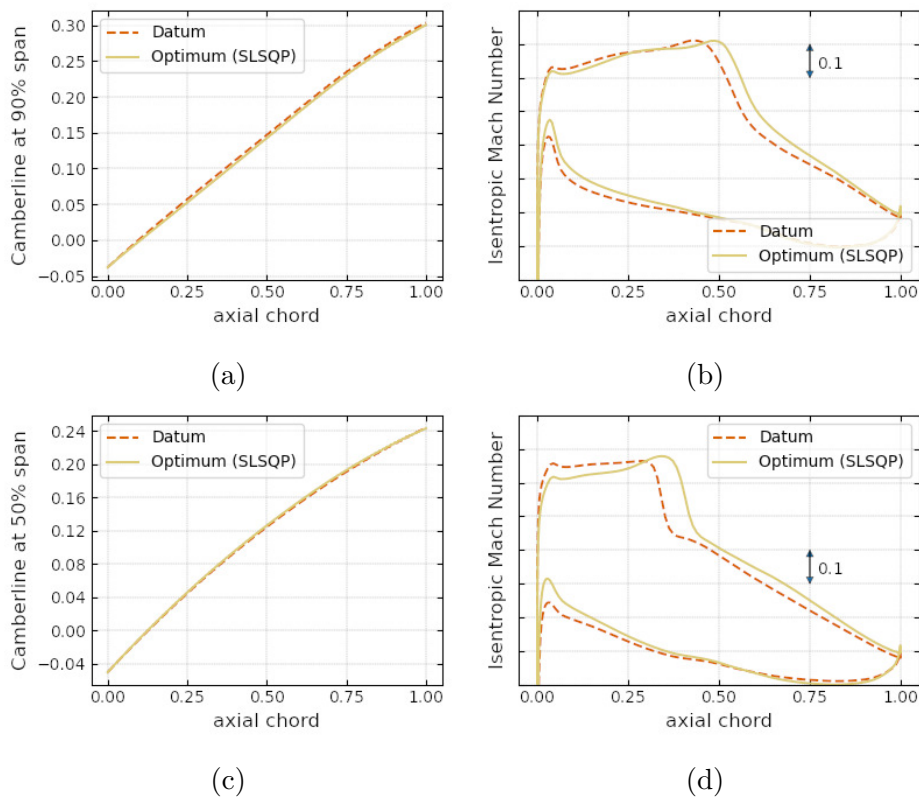 Camberline at 90% span
0.30
0.25
0.20
0.15
0.10
0.05
0.00
−0.05
Datum
Optimum (SLSQP)
0.00 0.25 0.50 0.75 1.00
axial chord
(a)
Isentropic Mach Number
0.1
Datum
Optimum (SLSQP)
0.00 0.25 0.50 0.75 1.00
axial chord
(b)
Camberline at 50% span
0.24
0.20
0.16
0.12
0.08
0.04
0.00
−0.04
Datum
Optimum (SLSQP)
0.00 0.25 0.50 0.75 1.00
axial chord
(c)
Isentropic Mach Number
Datum
Optimum (SLSQP)
0.1
0.00 0.25 0.50 0.75 1.00
axial chord
(d)